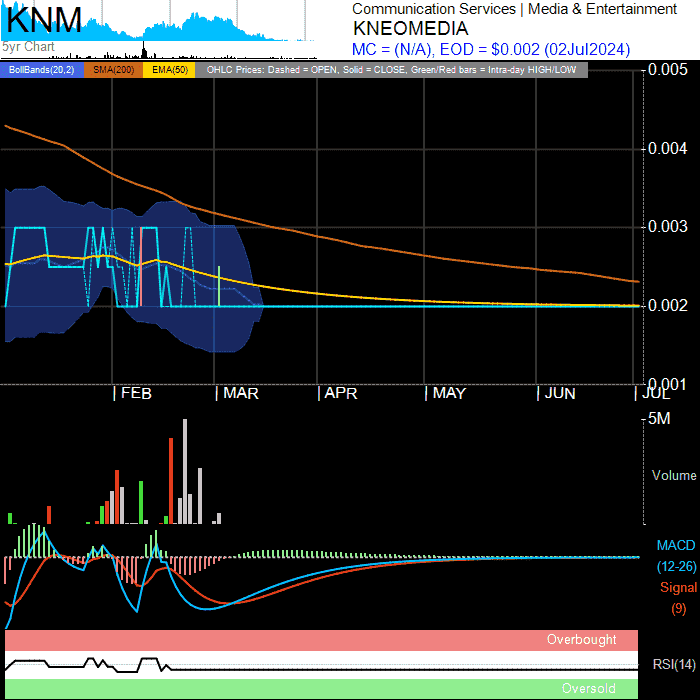 KNM
5yr Chart
Communication Services | Media & Entertainment
KNEOMEDIA
MC = (N/A), EOD = $0.002 (02Jul2024)
BollBands(20,2) SMA(200) EMA(50) OHLC Prices: Dashed = OPEN, Solid = CLOSE, Green/Red bars = Intra-day HIGH/LOW
0.005
0.004
0.003
0.002
0.001
| FEB | MAR | APR | MAY | JUN | JUL
5M
Volume
MACD
(12-26)
Signal
(9)
Overbought
RSI(14)
Oversold